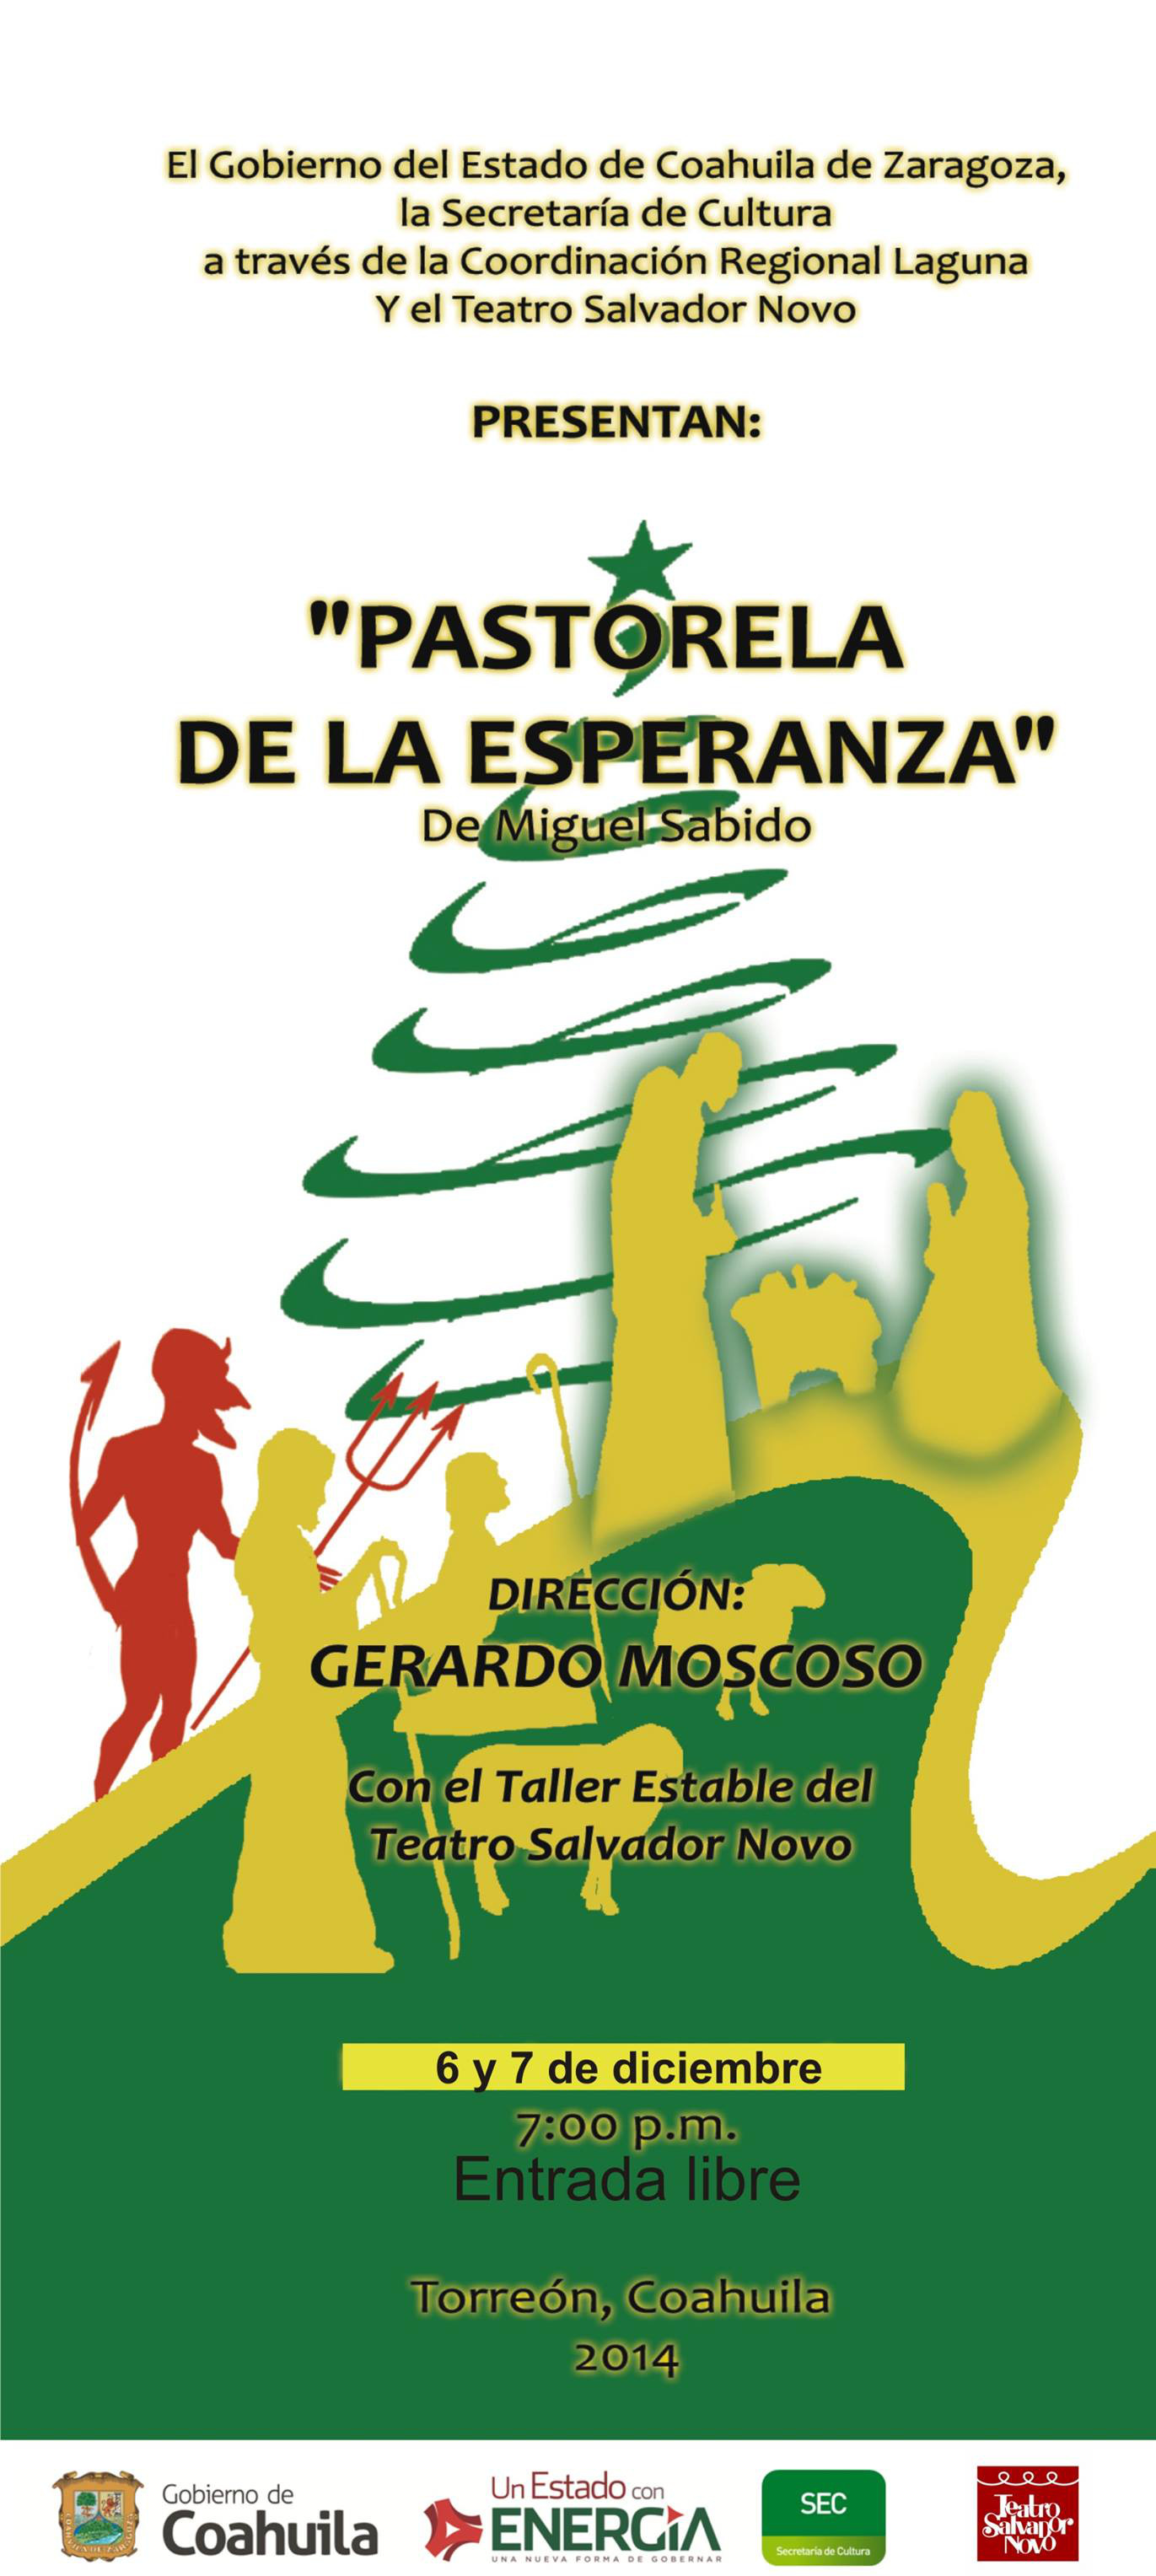 El Gobierno del Estado de Coahuila de Zaragoza,
la Secretaría de Cultura
a través de la Coordinación Regional Laguna
Y el Teatro Salvador Novo
PRESENTAN:
"PASTORELA
DE LA ESPERANZA"
De Miguel Sabido
DIRECCIÓN:
GERARDO MOSCOSO
Con el Taller Estable del
Teatro Salvador Novo
6 y 7 de diciembre
7:00 p.m.
Entrada libre
Torreón, Coahuila
2014
Gobierno de
Coahuila
Un Estado con
ENERGÍA
UNA NUEVA FORMA DE GOBERNAR
SEC
Secretaría de Cultura
Teatro
Salvador
Novo